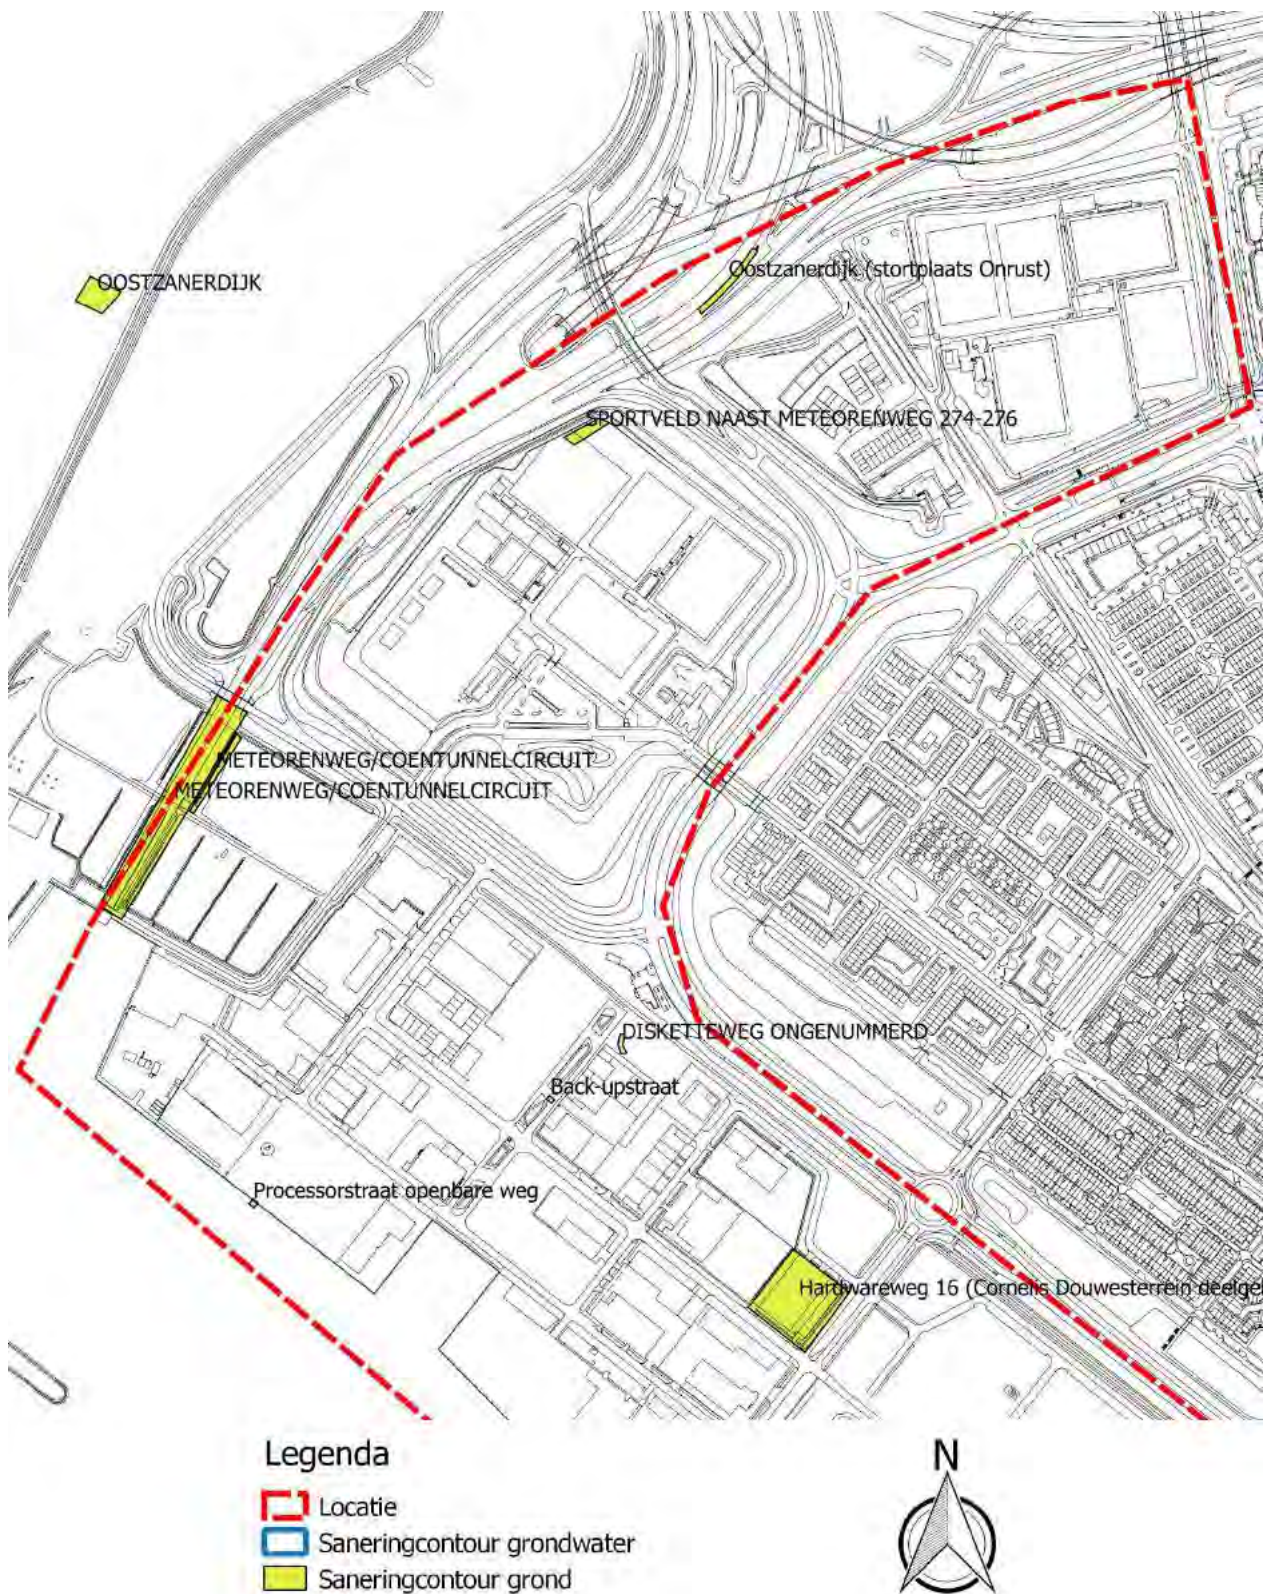 Oostzanerdijk (stortplaats Onrust)
OOSTZANERDIJK
SPORTVELD NAAST METEORENWEG 274-276
METEORENWEG/COENTUNNELCIRCUIT
METEORENWEG/COENTUNNELCIRCUIT
DISKETTEWEG ONGENUMMERD
Back-upstraat
Processorstraat openbare weg
Hardwareweg 16 (Cornelis Douwesterrein deelge
Legenda
Locatie
Saneringcontour grondwater
Saneringcontour grond
N